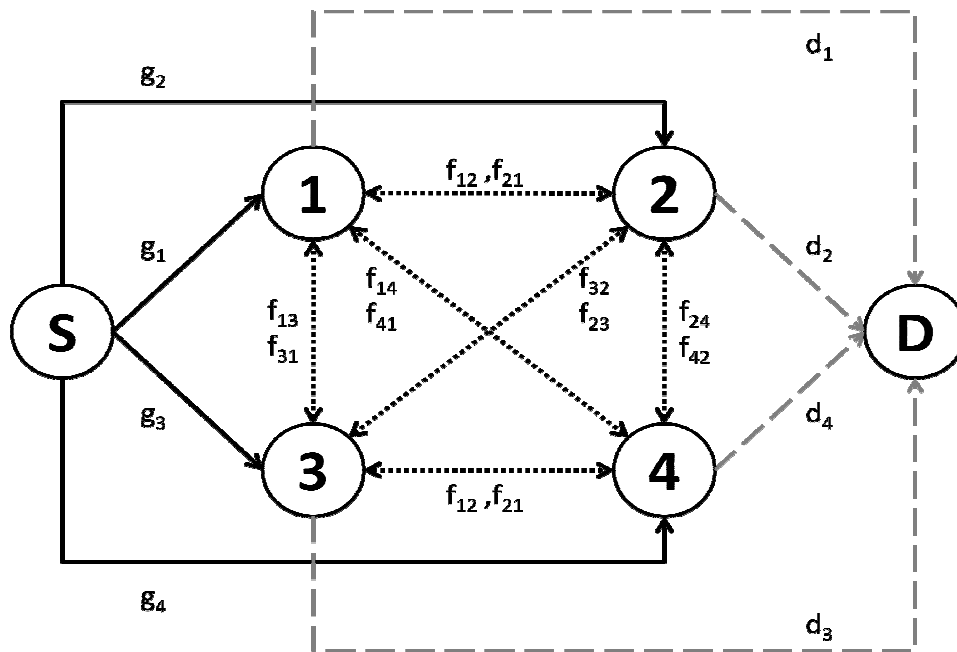 d₁
g₂
f₁₂ ,f₂₁
1
2
g₁
d₂
f₁₃
f₃₁
f₁₄
f₄₁
f₃₂
f₂₃
f₂₄
f₄₂
S
D
g₃
d₄
3
4
f₁₂ ,f₂₁
g₄
d₃